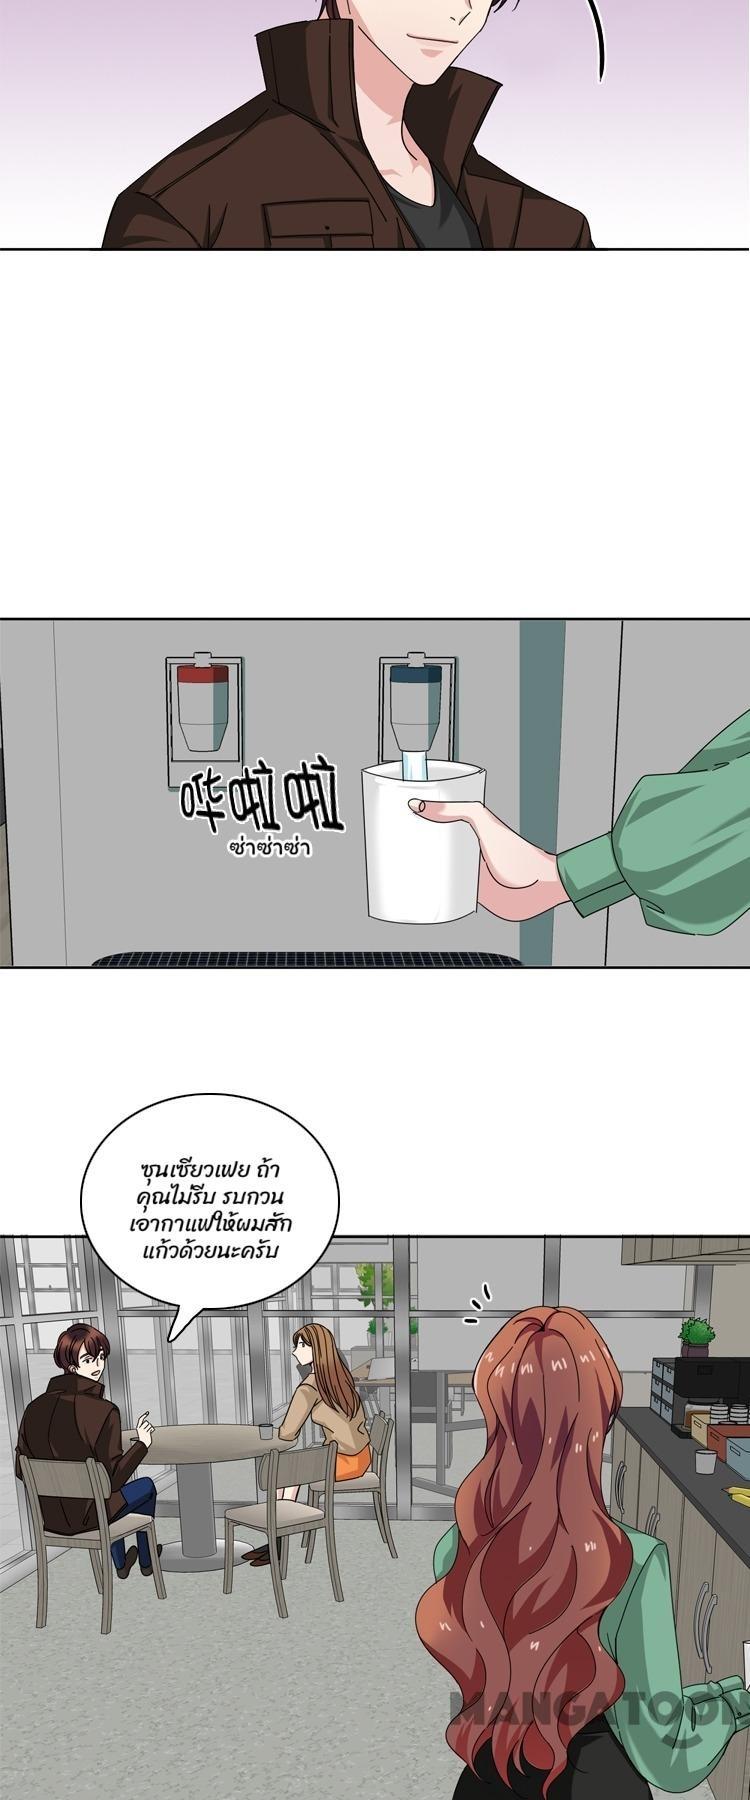 哗啦啦
ซ่าซ่าซ่า
ซุนเซียวเฟย ถ้า
คุณไม่รีบ รบกวน
เอากาแฟให้ผมสัก
แก้วด้วยนะครับ
MANGATOON